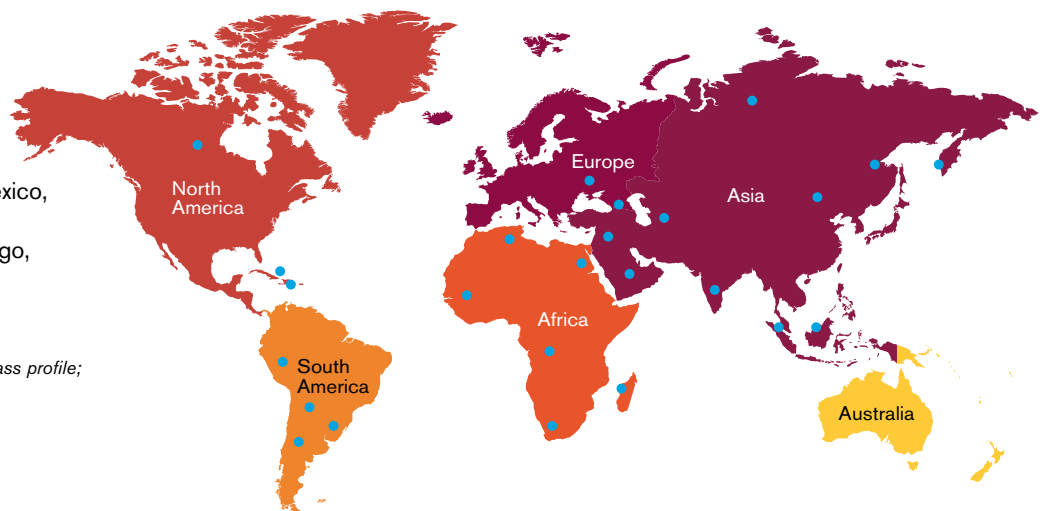 exico,
go,
ass profile;
North
America
Europe
Asia
Africa
South
America
Australia